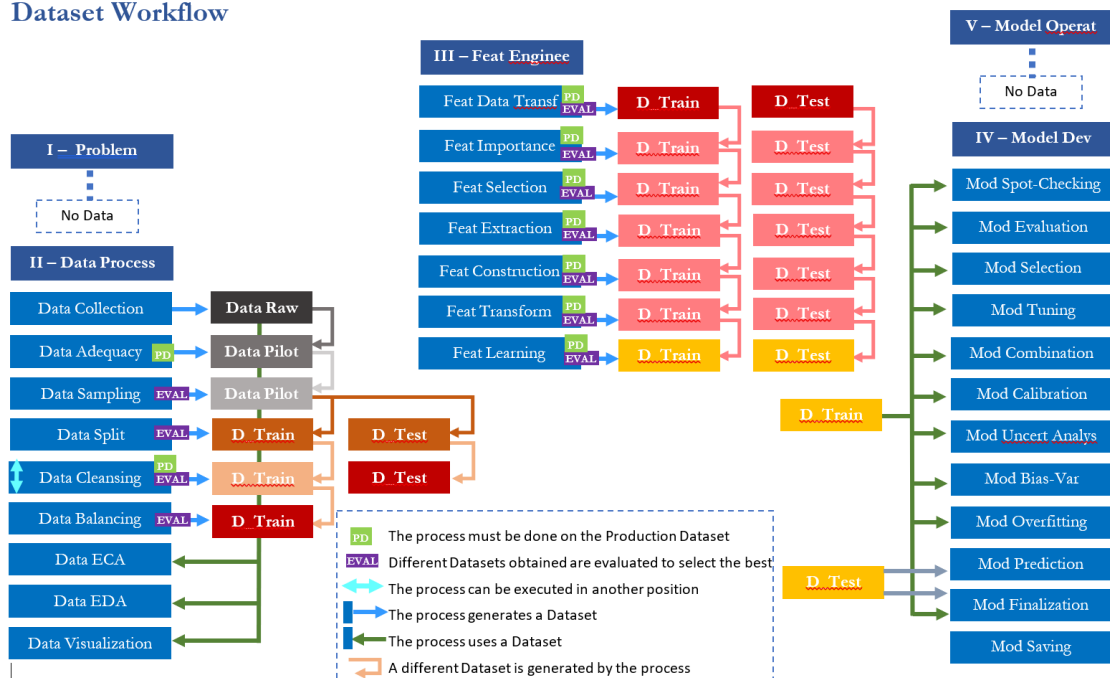 Dataset Workflow
I – Problem
No Data
II – Data Process
Data Collection
Data Raw
Data Adequacy
PD
Data Pilot
Data Sampling
EVAL
Data Pilot
Data Split
EVAL
D_Train
D_Test
Data Cleansing
PD
EVAL
D_Train
D_Test
Data Balancing
EVAL
D_Train
Data ECA
Data EDA
Data Visualization
III – Feat Enginee
Feat Data Transf
PD
EVAL
D_Train
D_Test
Feat Importance
PD
EVAL
D_Train
D_Test
Feat Selection
PD
EVAL
D_Train
D_Test
Feat Extraction
PD
EVAL
D_Train
D_Test
Feat Construction
PD
EVAL
D_Train
D_Test
Feat Transform
PD
EVAL
D_Train
D_Test
Feat Learning
PD
EVAL
D_Train
D_Test
PD
The process must be done on the Production Dataset
EVAL
Different Datasets obtained are evaluated to select the best
The process can be executed in another position
The process generates a Dataset
The process uses a Dataset
A different Dataset is generated by the process
V – Model Operat
No Data
IV – Model Dev
D_Train
D_Test
Mod Spot-Checking
Mod Evaluation
Mod Selection
Mod Tuning
Mod Combination
Mod Calibration
Mod Uncert Analys
Mod Bias-Var
Mod Overfitting
Mod Prediction
Mod Finalization
Mod Saving